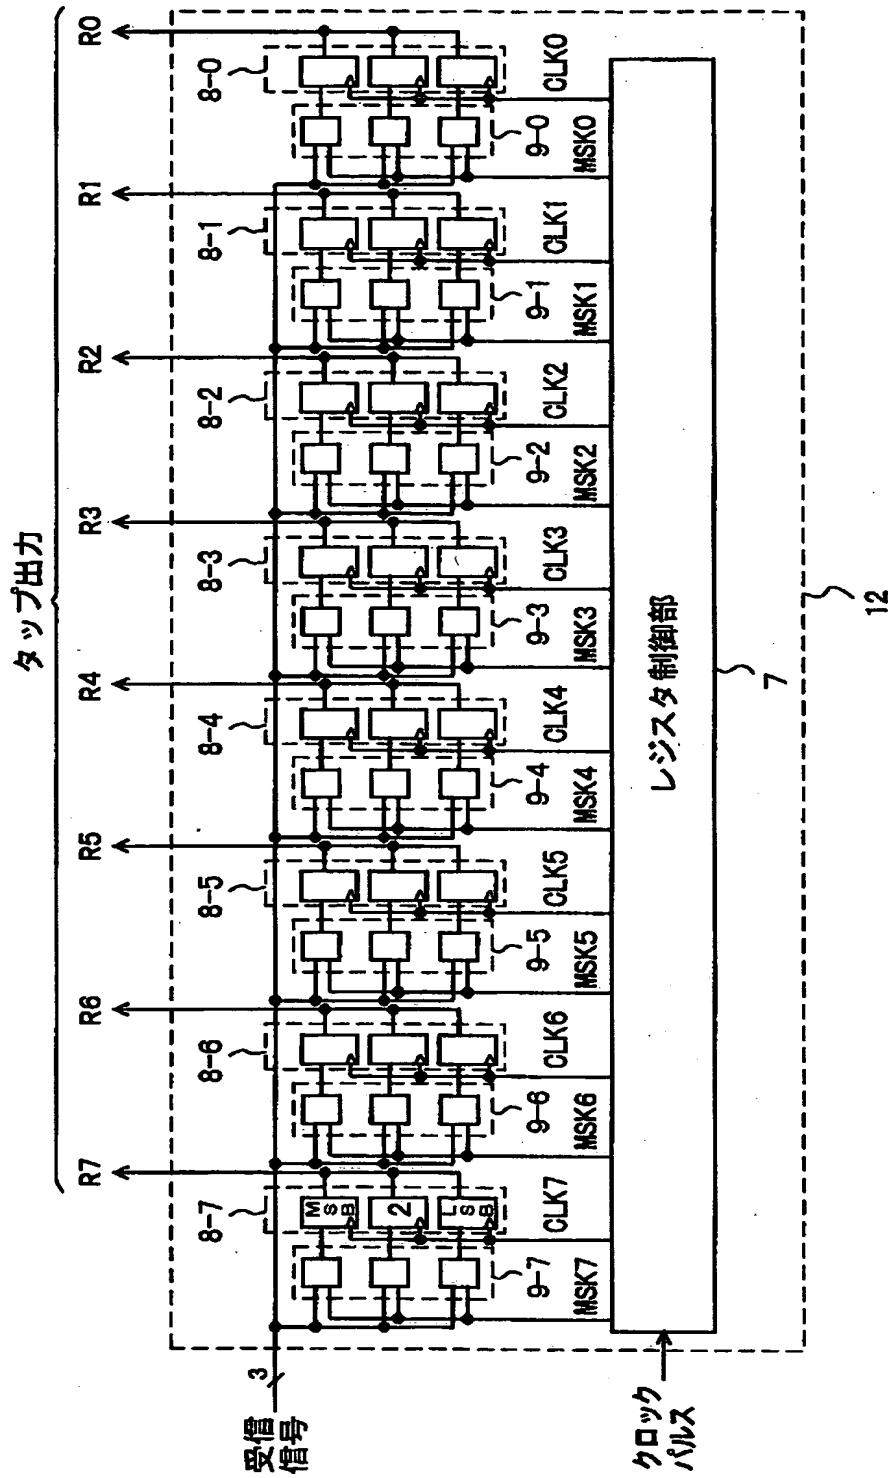 タップ出力
R7 R6 R5 R4 R3 R2 R1 R0
8-7 8-6 8-5 8-4 8-3 8-2 8-1 8-0
受信
信号
3
MSB
2
LSB
9-7 9-6 9-5 9-4 9-3 9-2 9-1 9-0
MSK7 CLK7 MSK6 CLK6 MSK5 CLK5 MSK4 CLK4 MSK3 CLK3 MSK2 CLK2 MSK1 CLK1 MSK0 CLK0
クロック
パルス
レジスタ制御部
7
12